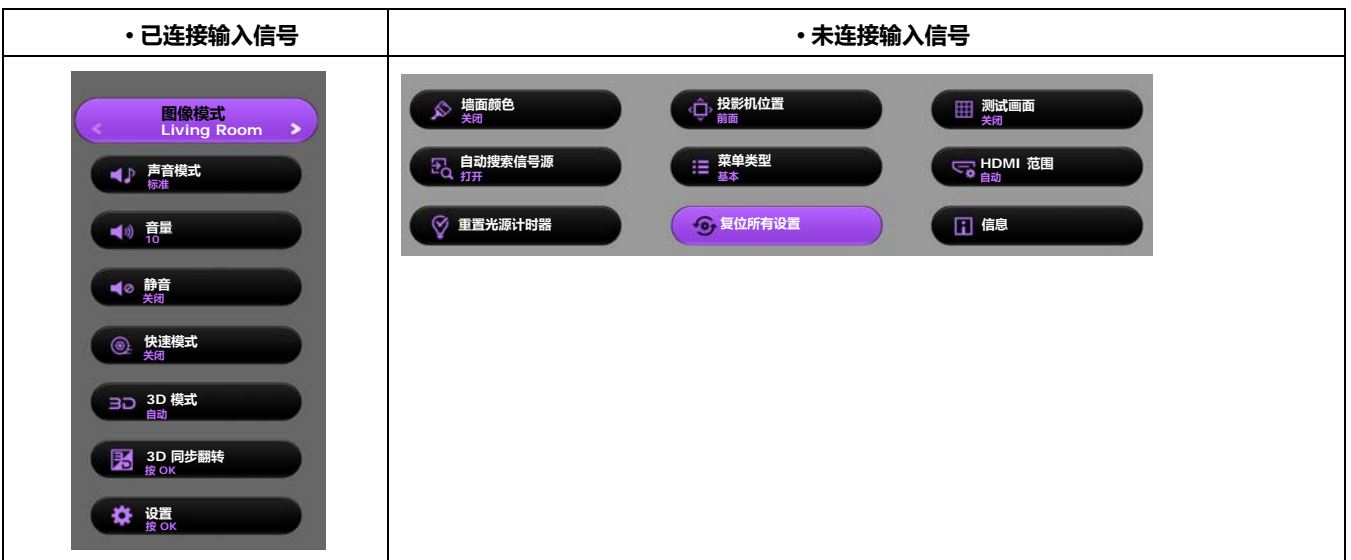 • 已连接输入信号
• 未连接输入信号
图像模式
< Living Room >
声音模式
标准
音量
10
静音
关闭
快速模式
关闭
3D 3D 模式
自动
3D 同步翻转
按 OK
设置
按 OK
墙面颜色
关闭
投影机位置
前面
测试画面
关闭
自动搜索信号源
打开
菜单类型
基本
HDMI 范围
自动
重置光源计时器
复位所有设置
信息